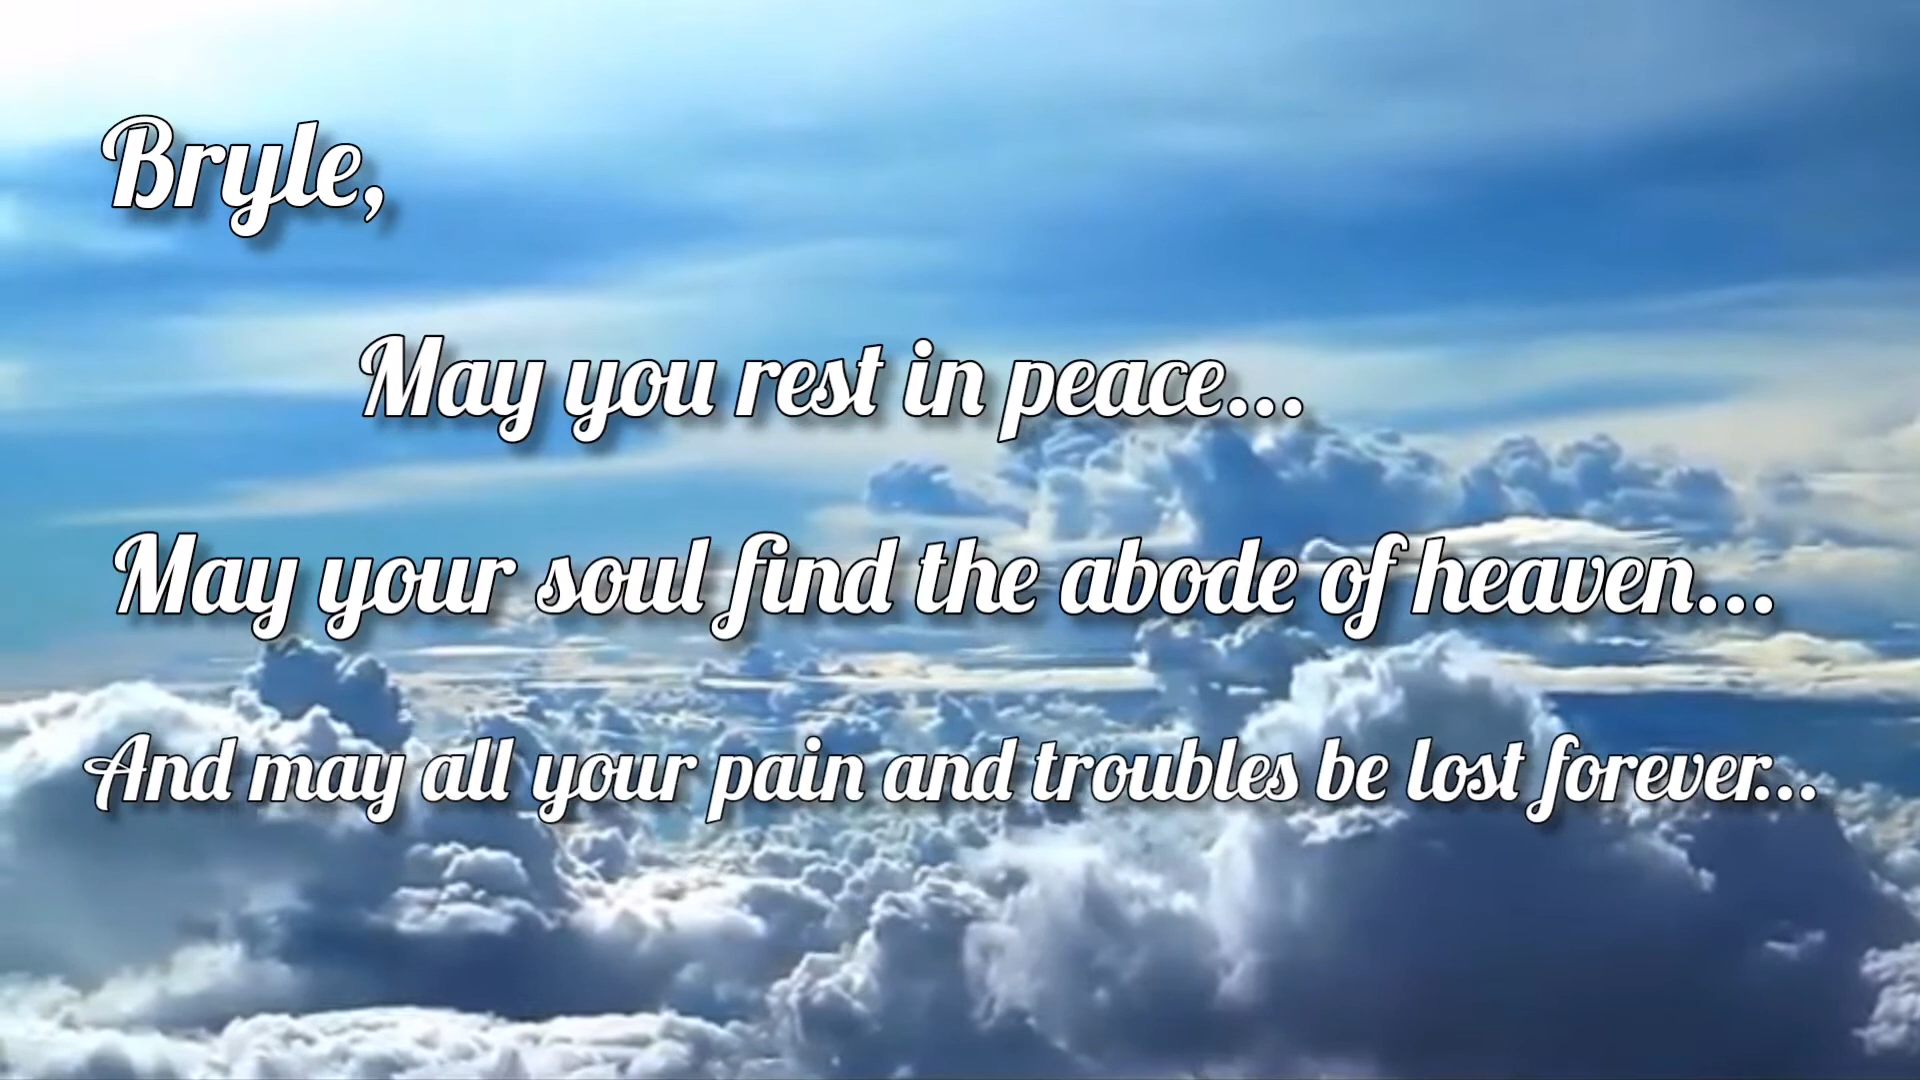 Bryle,
May you rest in peace...
May your soul find the abode of heaven...
And may all your pain and troubles be lost forever...